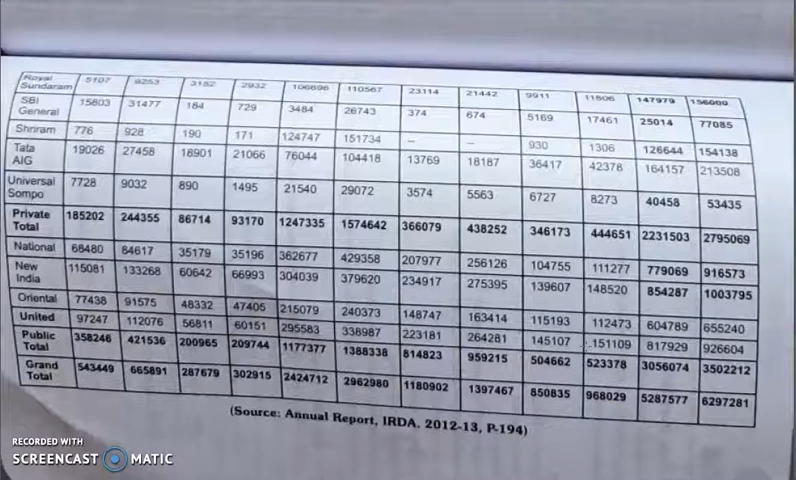 Royal Sundaram 5107 9253 3152 2932 106696 110567 23114 21442 9911 11806 147979 156000
SBI General 15803 31477 184 729 3484 26743 374 674 5169 17461 25014 77085
Shriram 776 928 190 171 124747 151734 -- -- 930 1306 126644 154138
Tata AIG 19026 27458 18901 21066 76044 104418 13769 18187 36417 42378 164157 213508
Universal Sompo 7728 9032 890 1495 21540 29072 3574 5563 6727 8273 40458 53435
Private Total 185202 244355 86714 93170 1247335 1574642 366079 438252 346173 444651 2231503 2795069
National 68480 84617 35179 35196 362677 429358 207977 256126 104755 111277 779069 916573
New India 115081 133268 60642 66993 304039 379620 234917 275395 139607 148520 854287 1003795
Oriental 77438 91575 48332 47405 215079 240373 148747 163414 115193 112473 604789 655240
United 97247 112076 56811 60151 295583 338987 223181 264281 145107 151109 817929 926604
Public Total 358246 421536 200965 209744 1177377 1388338 814823 959215 504662 523378 3056074 3502212
Grand Total 543449 665891 287679 302915 2424712 2962980 1180902 1397467 850835 968029 5287577 6297281
(Source: Annual Report, IRDA. 2012-13, P-194)
RECORDED WITH
SCREENCAST MATIC